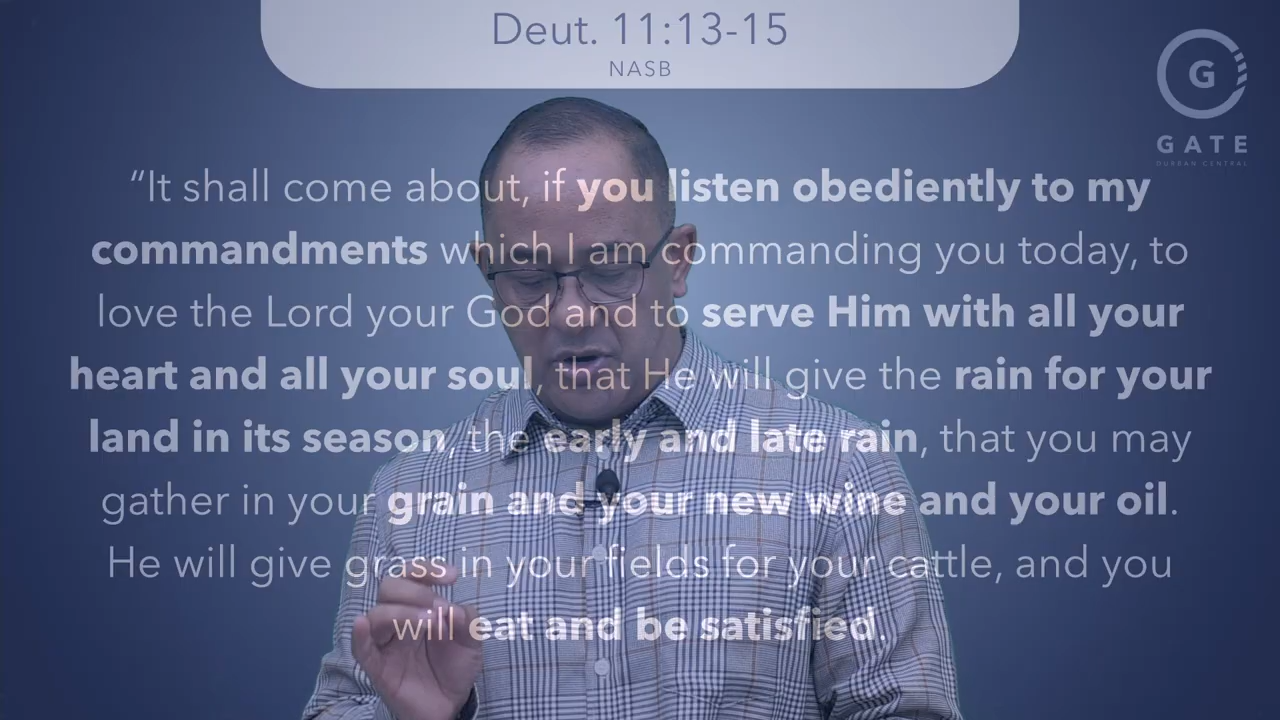 Deut. 11:13-15
NASB
G
GATE
DURBAN CENTRAL
“It shall come about, if you listen obediently to my
commandments which I am commanding you today, to
love the Lord your God and to serve Him with all your
heart and all your soul, that He will give the rain for your
land in its season, the early and late rain, that you may
gather in your grain and your new wine and your oil.
He will give grass in your fields for your cattle, and you
will eat and be satisfied.